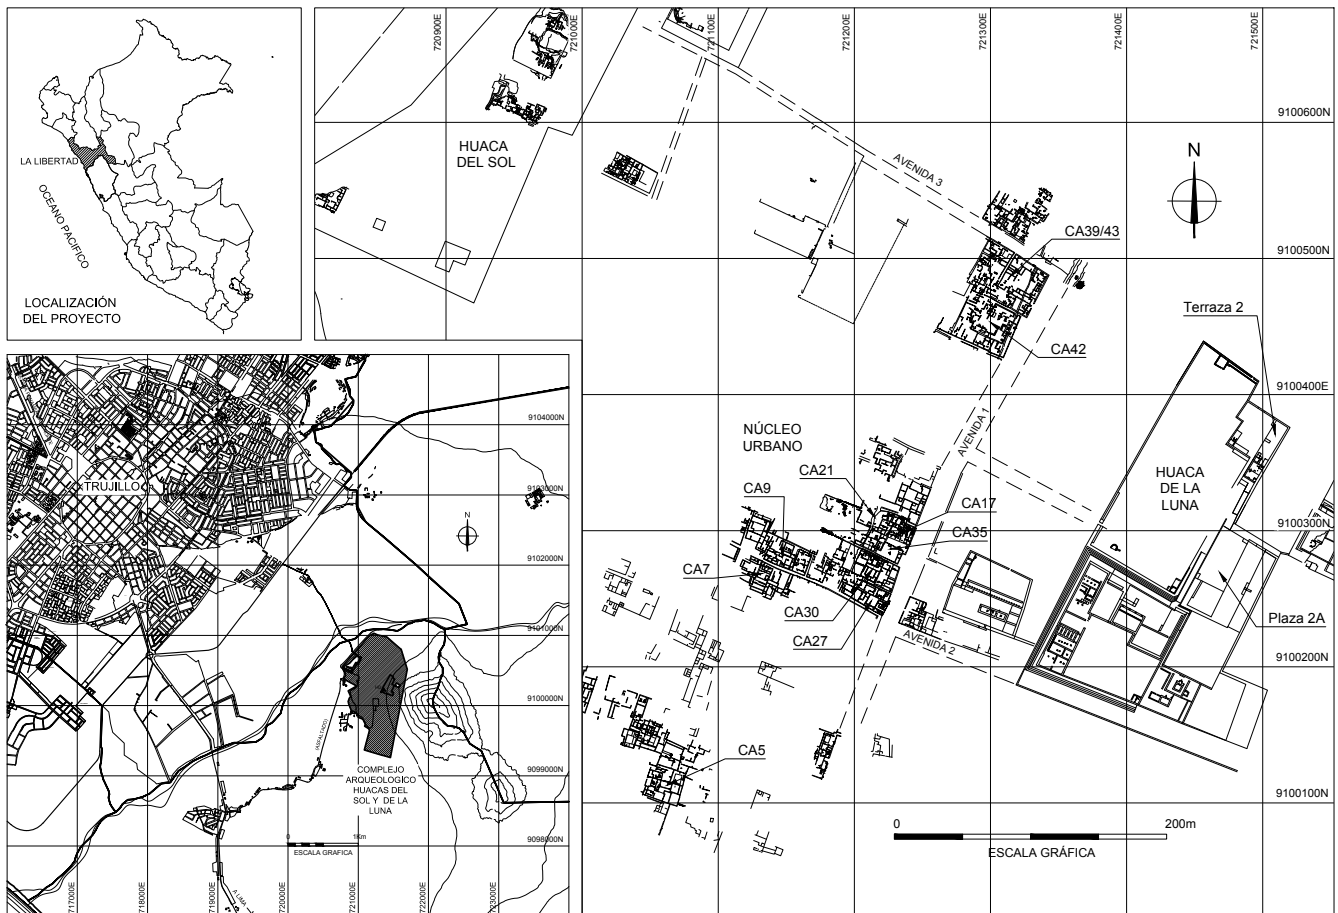 LA LIBERTAD
OCEANO PACIFICO
LOCALIZACIÓN
DEL PROYECTO
720900E
721000E
721100E
721200E
721300E
721400E
721500E
9100600N
9100500N
9100400E
9100300N
9100200N
9100100N
HUACA
DEL SOL
AVENIDA 3
N
CA39/43
CA42
Terraza 2
AVENIDA 1
NÚCLEO
URBANO
CA21
CA9
CA17
CA35
CA7
CA30
CA27
HUACA
DE LA
LUNA
Plaza 2A
AVENIDA 2
CA5
0
200m
ESCALA GRÁFICA
TRUJILLO
9104000N
9103000N
9102000N
9101000N
9100000N
9099000N
9098000N
N
(ASFALTADO)
COMPLEJO
ARQUEOLOGICO
HUACAS DEL
SOL Y DE LA
LUNA
0
1Km
ESCALA GRAFICA
A LIMA
717000E
718000E
719000E
720000E
721000E
722000E
723000E